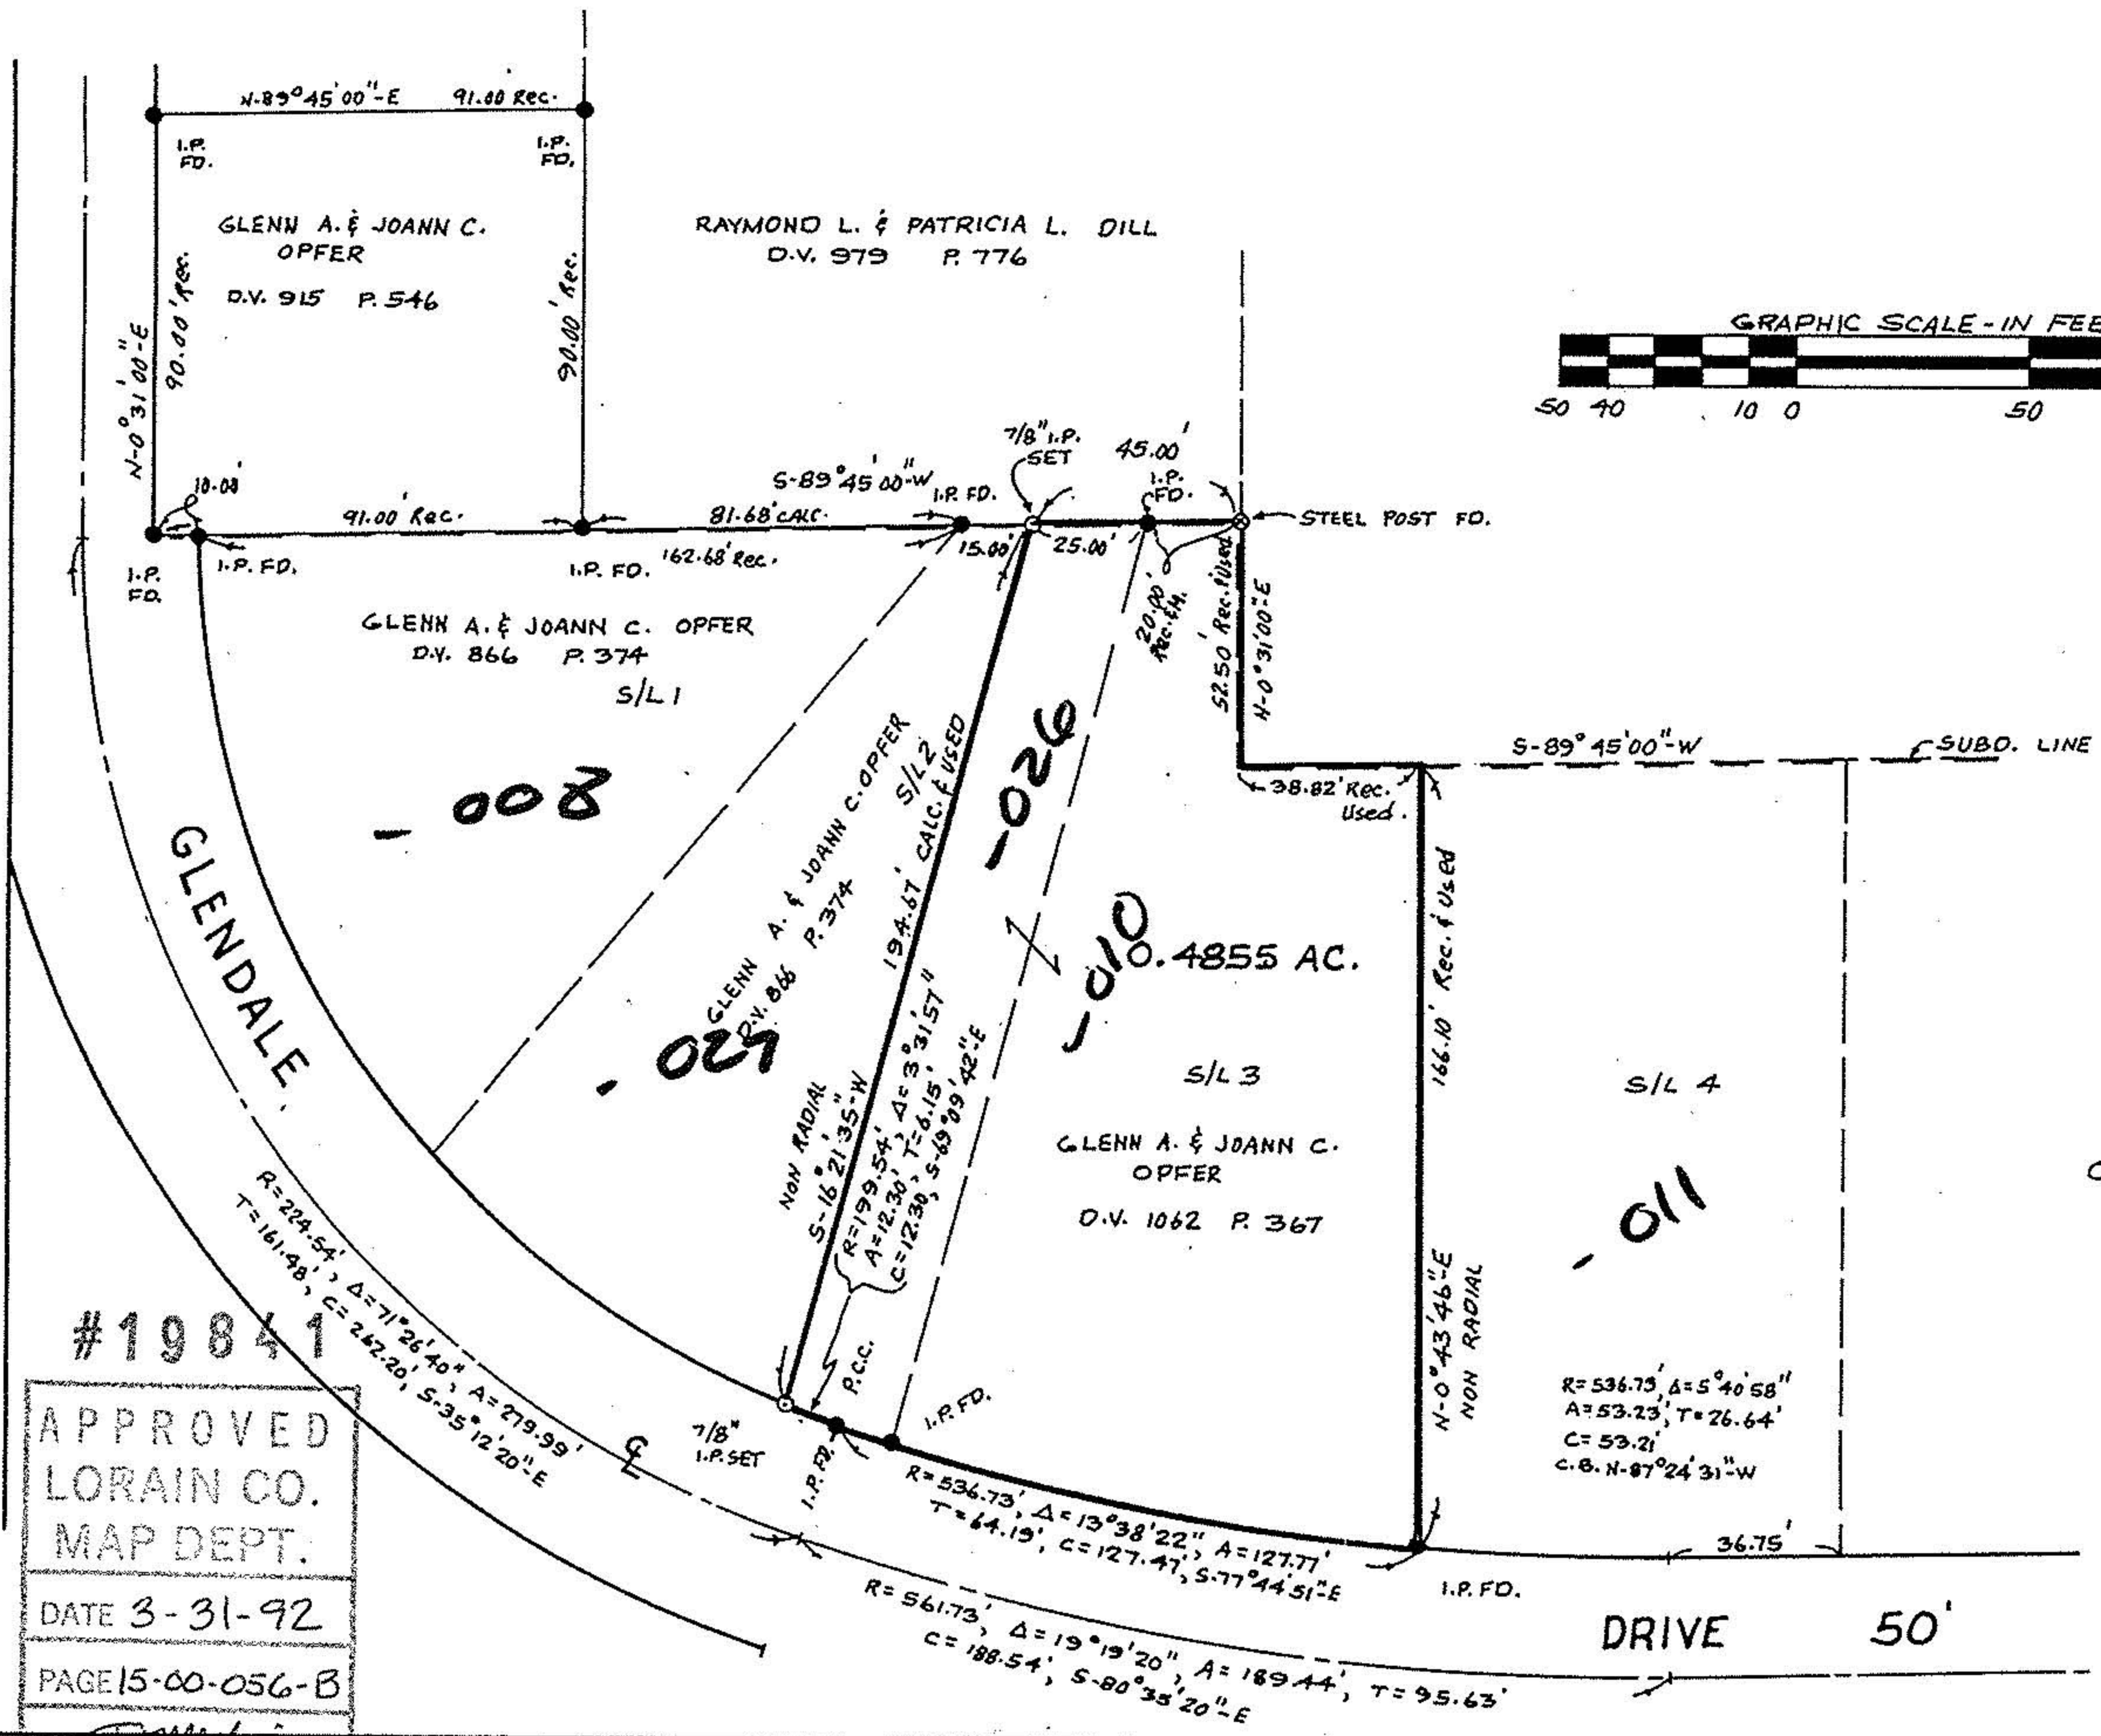 N-89°45'00"-E 91.00 Rec.
I.P.
FD.
I.P.
FD.
GLENN A. & JOANN C.
OPFER
D.V. 915 P. 546
N-0°31'00"-E
90.00' Rec.
90.00' Rec.
RAYMOND L. & PATRICIA L. DILL
D.V. 979 P. 776
GRAPHIC SCALE-IN FEE
50 40 10 0 50
10.00'
91.00' Rec.
S-89°45'00"-W
81.68' CALC.
162.68' Rec.
I.P. FD.
7/8" I.P.
SET
45.00'
I.P.
FD.
STEEL POST FD.
15.00'
25.00'
20.00'
Rec. & M.
52.50' Rec. & Used
N-0°31'00"-E
I.P.
FD.
I.P. FD.
I.P. FD.
GLENN A. & JOANN C. OPFER
D.V. 866 P. 374
S/L 1
- 008
GLENN A. & JOANN C. OPFER
D.V. 866 P. 374
S/L 2
194.67' CALC. & USED
NON RADIAL
S-16°21'35"-W
-026
-010
0.4855 AC.
S-89°45'00"-W
SUBD. LINE
38.82' Rec.
Used.
166.10' Rec. & Used
N-0°43'46"-E
NON RADIAL
S/L 3
GLENN A. & JOANN C.
OPFER
D.V. 1062 P. 367
S/L 4
- 011
R=199.54', Δ=3°31'57"
A=12.30', T=6.15'
C=12.30, S-69°09'42"-E
P.C.C.
I.P. FD.
I.P. FD.
7/8"
I.P. SET
R=536.73', Δ=5°40'58"
A=53.23', T=26.64'
C=53.21'
C.B. N-87°24'31"-W
36.75'
I.P. FD.
R=536.73', Δ=13°38'22", A=127.77'
T=64.19', C=127.47', S-77°44'51"-E
R=561.73', Δ=19°19'20", A=189.44', T=95.63'
C=188.54', S-80°35'20"-E
R=224.54', Δ=71°26'40", A=279.99'
T=161.48', C=262.20', S-35°12'20"-E
GLENDALE
DRIVE 50'
#19841
APPROVED
LORAIN CO.
MAP DEPT.
DATE 3-31-92
PAGE 15-00-056-B